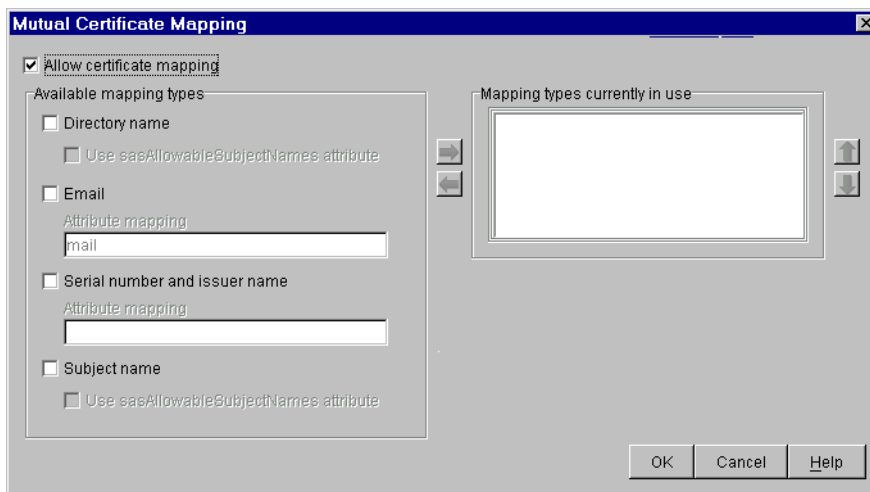 Mutual Certificate Mapping
Allow certificate mapping
Available mapping types
Directory name
Use sasAllowableSubjectNames attribute
Email
Attribute mapping
mail
Serial number and issuer name
Attribute mapping
Subject name
Use sasAllowableSubjectNames attribute
Mapping types currently in use
OK Cancel Help